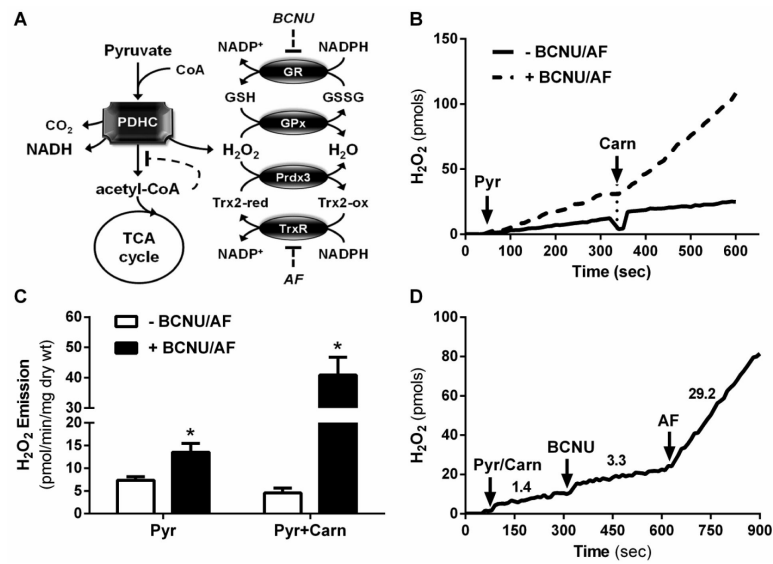 A
BCNU
Pyruvate
NADP⁺
NADPH
CoA
GR
GSH
GSSG
PDHC
CO₂
GPx
NADH
H₂O₂
H₂O
Prdx3
acetyl-CoA
Trx2-red
Trx2-ox
TCA
cycle
TrxR
NADP⁺
NADPH
AF
B
H₂O₂ (pmols)
150
100
50
0
- BCNU/AF
+ BCNU/AF
Pyr
Carn
0 100 200 300 400 500 600
Time (sec)
C
H₂O₂ Emission
(pmol/min/mg dry wt)
60
50
40
30
20
15
10
5
0
- BCNU/AF
+ BCNU/AF
*
*
Pyr
Pyr+Carn
D
H₂O₂ (pmols)
100
80
60
40
20
0
Pyr/Carn
1.4
BCNU
3.3
AF
29.2
0 150 300 450 600 750 900
Time (sec)